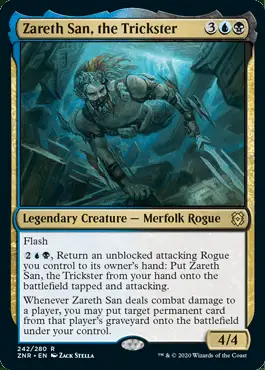 Zareth San, the Trickster 3
Legendary Creature — Merfolk Rogue
Flash
2, Return an unblocked attacking Rogue
you control to its owner's hand: Put Zareth
San, the Trickster from your hand onto the
battlefield tapped and attacking.
Whenever Zareth San deals combat damage to
a player, you may put target permanent card
from that player's graveyard onto the battlefield
under your control.
4/4
242/280 R
ZNR • EN ZACK STELLA
™ & © 2020 Wizards of the Coast